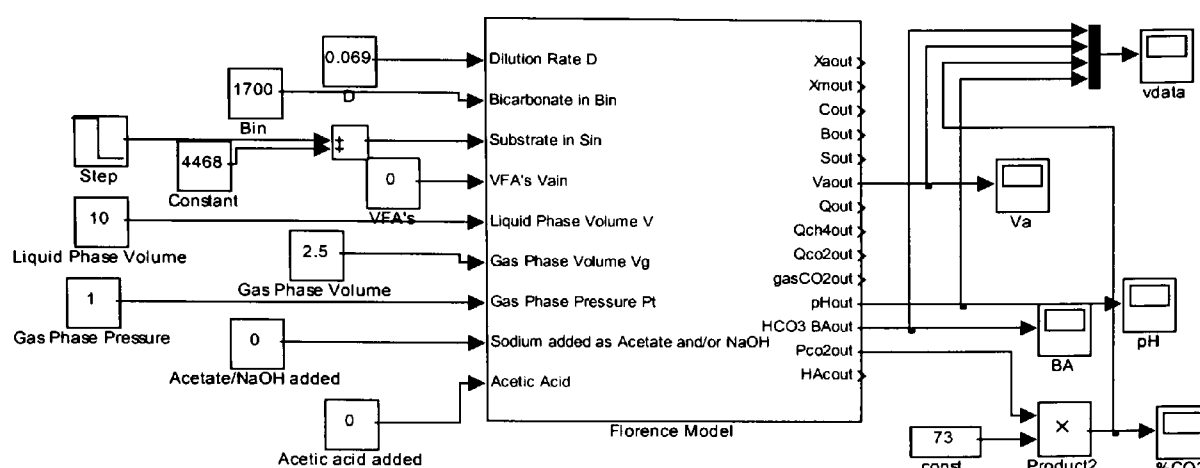 0.069
D
1700
Bin
Step
4468
Constant
0
VFA's
10
Liquid Phase Volume
2.5
Gas Phase Volume
1
Gas Phase Pressure
0
Acetate/NaOH added
0
Acetic acid added
Dilution Rate D
Bicarbonate in Bin
Substrate in Sin
VFA's Vain
Liquid Phase Volume V
Gas Phase Volume Vg
Gas Phase Pressure Pt
Sodium added as Acetate and/or NaOH
Acetic Acid
Xaout
Xmout
Cout
Bout
Sout
Vaout
Qout
Qch4out
Qco2out
gasCO2out
pHout
HCO3 BAout
Pco2out
HAcout
Florence Model
vdata
Va
pH
BA
73
const
×
Product2
%CO2